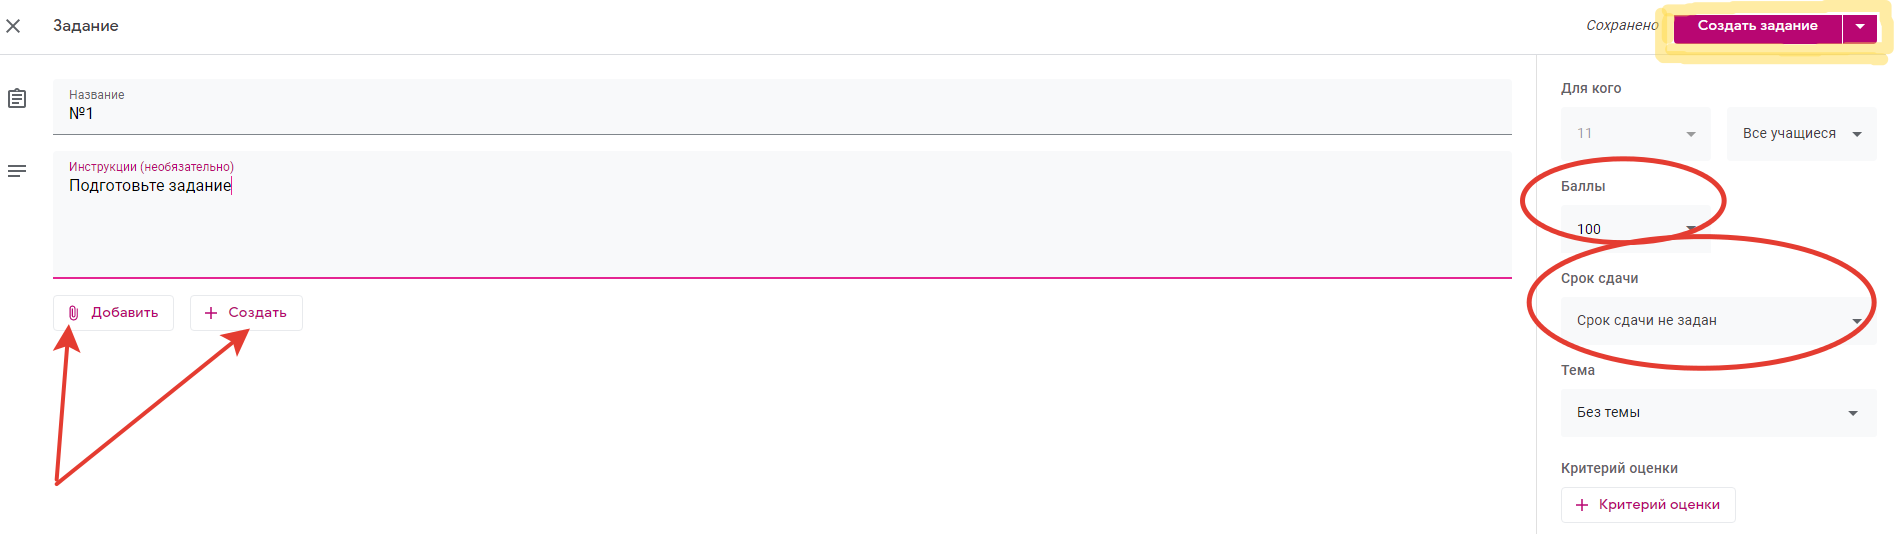 Задание
Сохранено
Создать задание
Название
№1
Инструкции (необязательно)
Подготовьте задание
Добавить
Создать
Для кого
11
Все учащиеся
Баллы
100
Срок сдачи
Срок сдачи не задан
Тема
Без темы
Критерий оценки
Критерий оценки